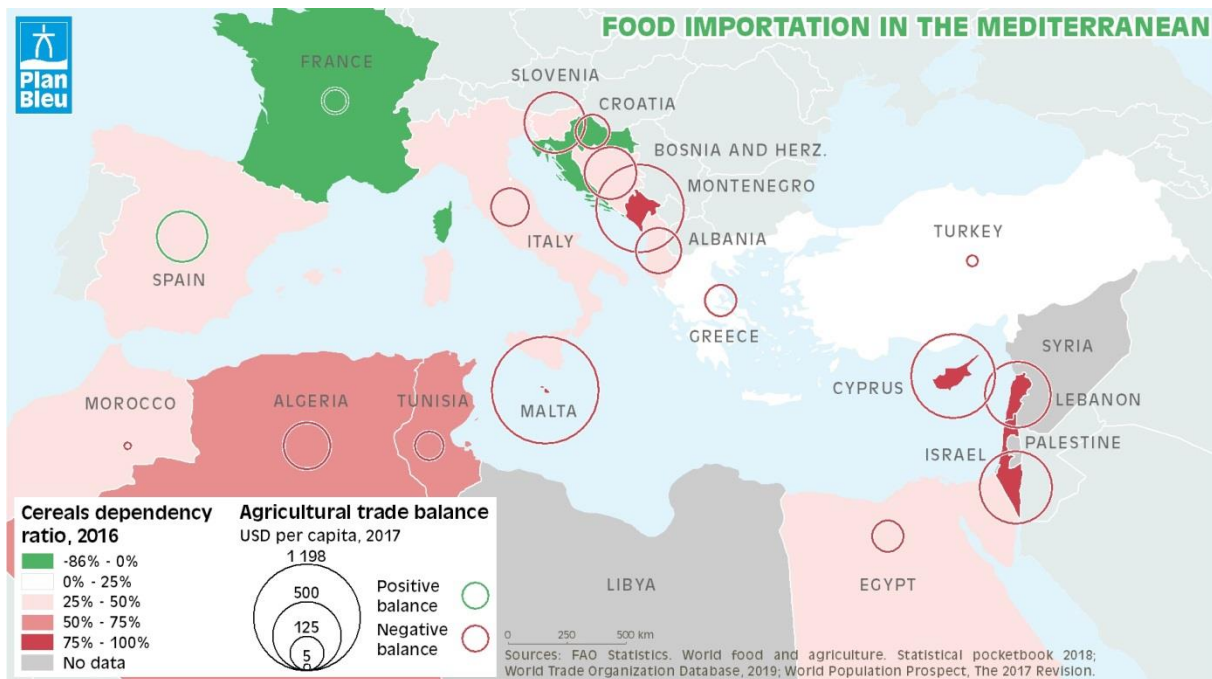 FOOD IMPORTATION IN THE MEDITERRANEAN
Plan
Bleu
FRANCE
SLOVENIA
CROATIA
BOSNIA AND HERZ.
MONTENEGRO
ALBANIA
ITALY
SPAIN
TURKEY
GREECE
SYRIA
CYPRUS
LEBANON
MALTA
MOROCCO
ALGERIA
TUNISIA
PALESTINE
ISRAEL
LIBYA
EGYPT
Cereals dependency
ratio, 2016
-86% - 0%
0% - 25%
25% - 50%
50% - 75%
75% - 100%
No data
Agricultural trade balance
USD per capita, 2017
1 198
500
125
5
0
Positive
balance
Negative
balance
0 250 500 km
Sources: FAO Statistics. World food and agriculture. Statistical pocketbook 2018;
World Trade Organization Database, 2019; World Population Prospect, The 2017 Revision.